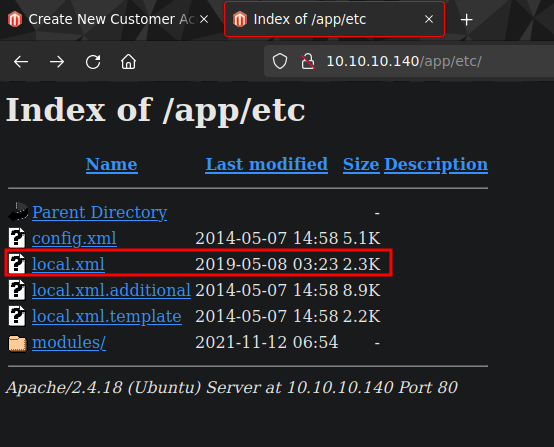 Create New Customer Ac
Index of /app/etc
10.10.10.140/app/etc/
Index of /app/etc
Name Last modified Size Description
Parent Directory -
config.xml 2014-05-07 14:58 5.1K
local.xml 2019-05-08 03:23 2.3K
local.xml.additional 2014-05-07 14:58 8.9K
local.xml.template 2014-05-07 14:58 2.2K
modules/ 2021-11-12 06:54 -
Apache/2.4.18 (Ubuntu) Server at 10.10.10.140 Port 80